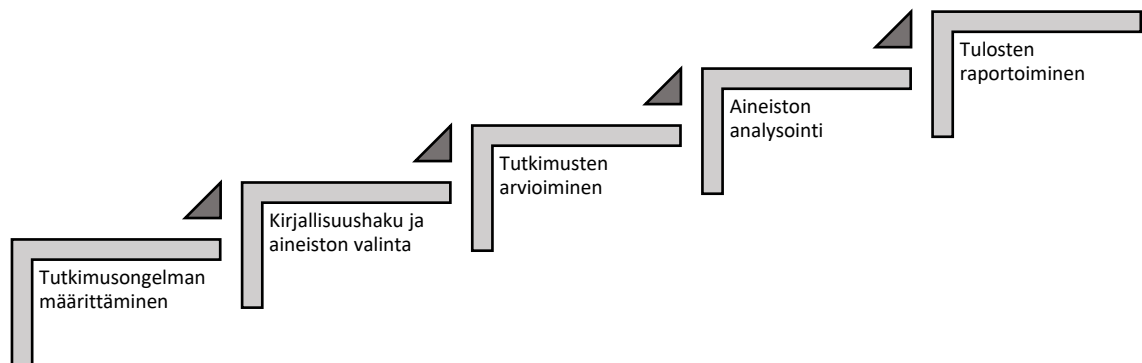 Tutkimusongelman
määrittäminen
Kirjallisuushaku ja
aineiston valinta
Tutkimusten
arvioiminen
Aineiston
analysointi
Tulosten
raportoiminen